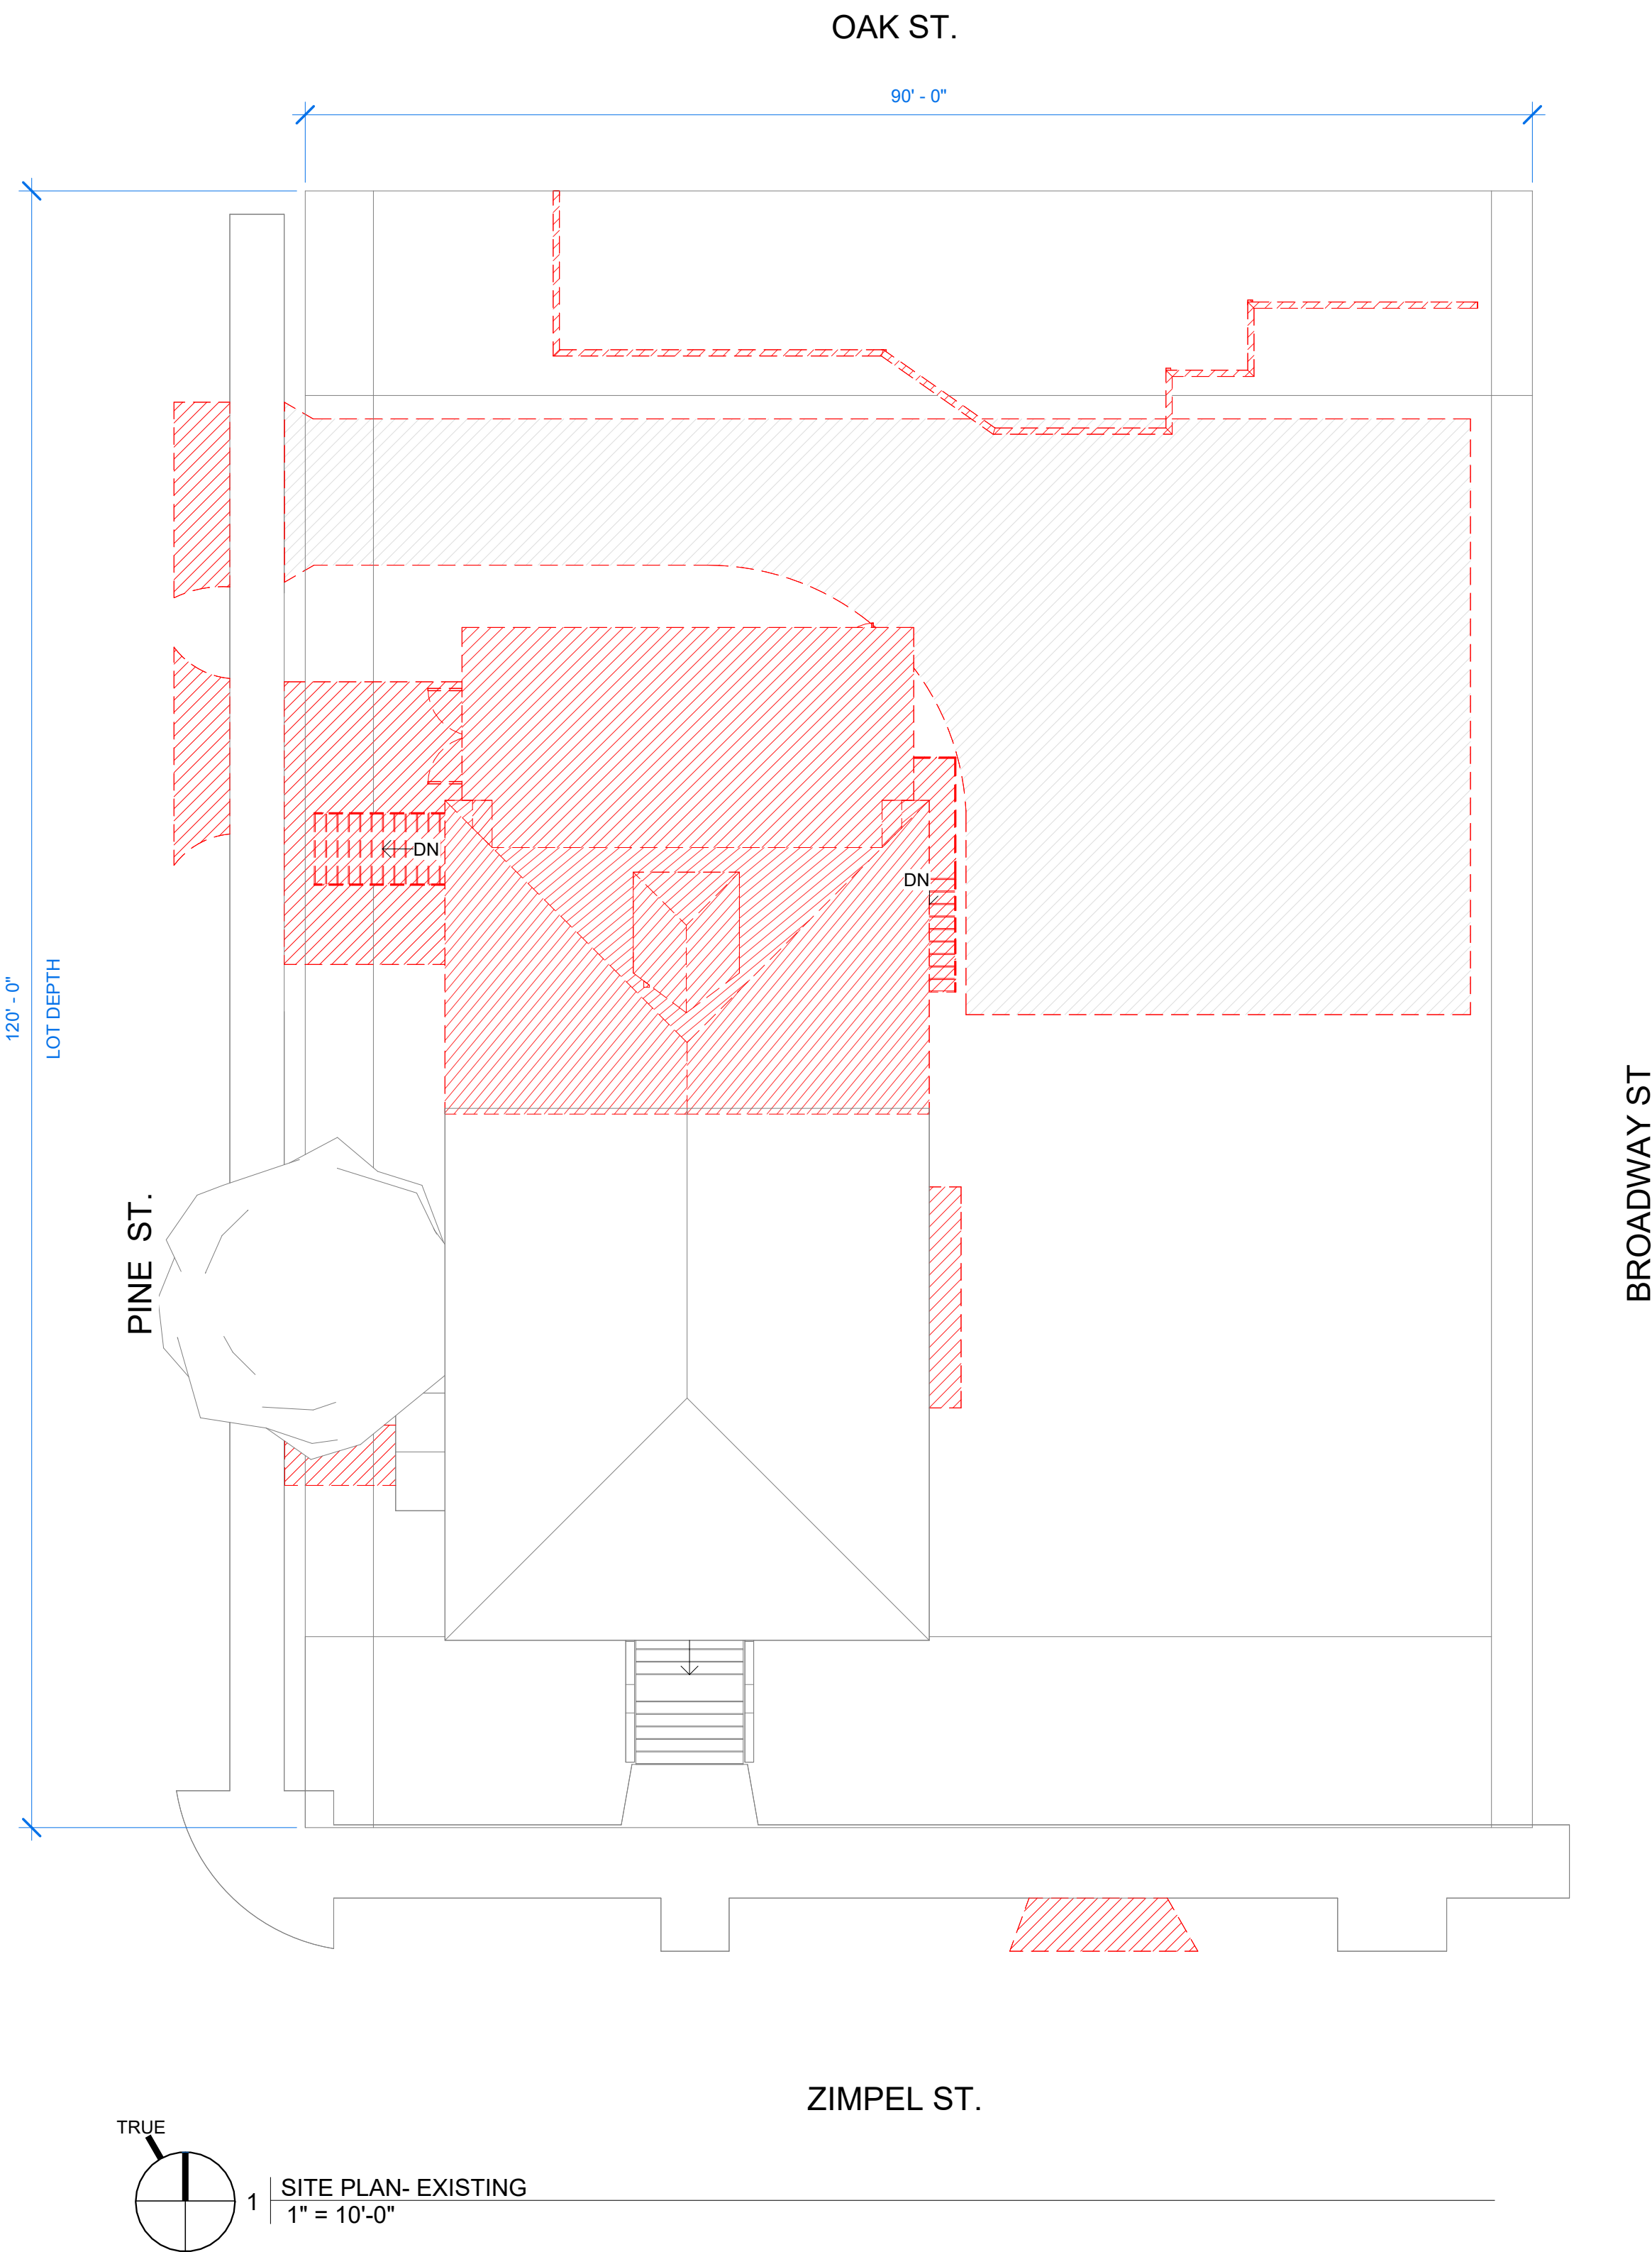 OAK ST.
90' - 0"
120' - 0"
LOT DEPTH
DN
DN
PINE ST.
BROADWAY ST
ZIMPEL ST.
TRUE
1
SITE PLAN- EXISTING
1" = 10'-0"